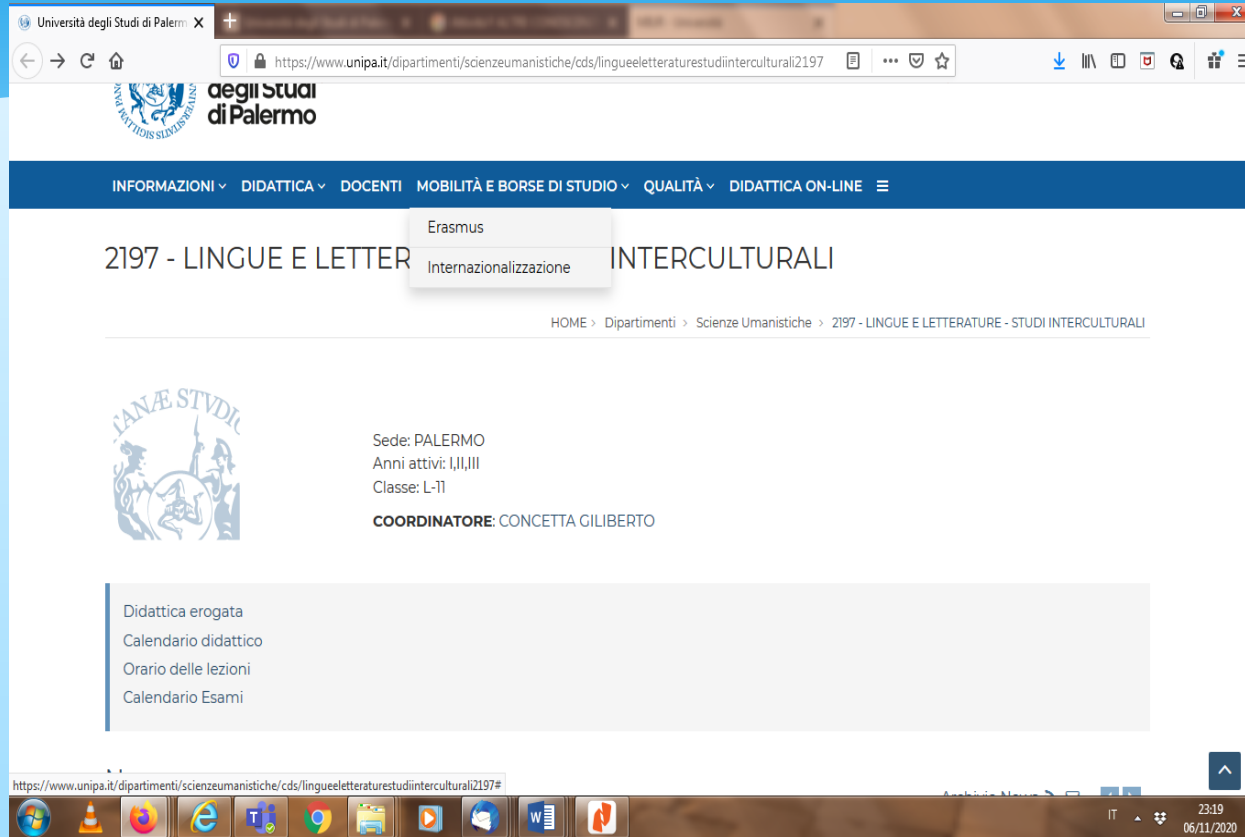 Università degli Studi di Palerm
https://www.unipa.it/dipartimenti/scienzeumanistiche/cds/lingueeletteraturestudiinterculturali2197
degli Studi
di Palermo
INFORMAZIONI DIDATTICA DOCENTI MOBILITÀ E BORSE DI STUDIO QUALITÀ DIDATTICA ON-LINE
Erasmus
Internazionalizzazione
2197 - LINGUE E LETTER INTERCULTURALI
HOME > Dipartimenti > Scienze Umanistiche > 2197 - LINGUE E LETTERATURE - STUDI INTERCULTURALI
Sede: PALERMO
Anni attivi: I,II,III
Classe: L-11
COORDINATORE: CONCETTA GILIBERTO
Didattica erogata
Calendario didattico
Orario delle lezioni
Calendario Esami
https://www.unipa.it/dipartimenti/scienzeumanistiche/cds/lingueeletteraturestudiinterculturali2197#
IT
23:19
06/11/2020